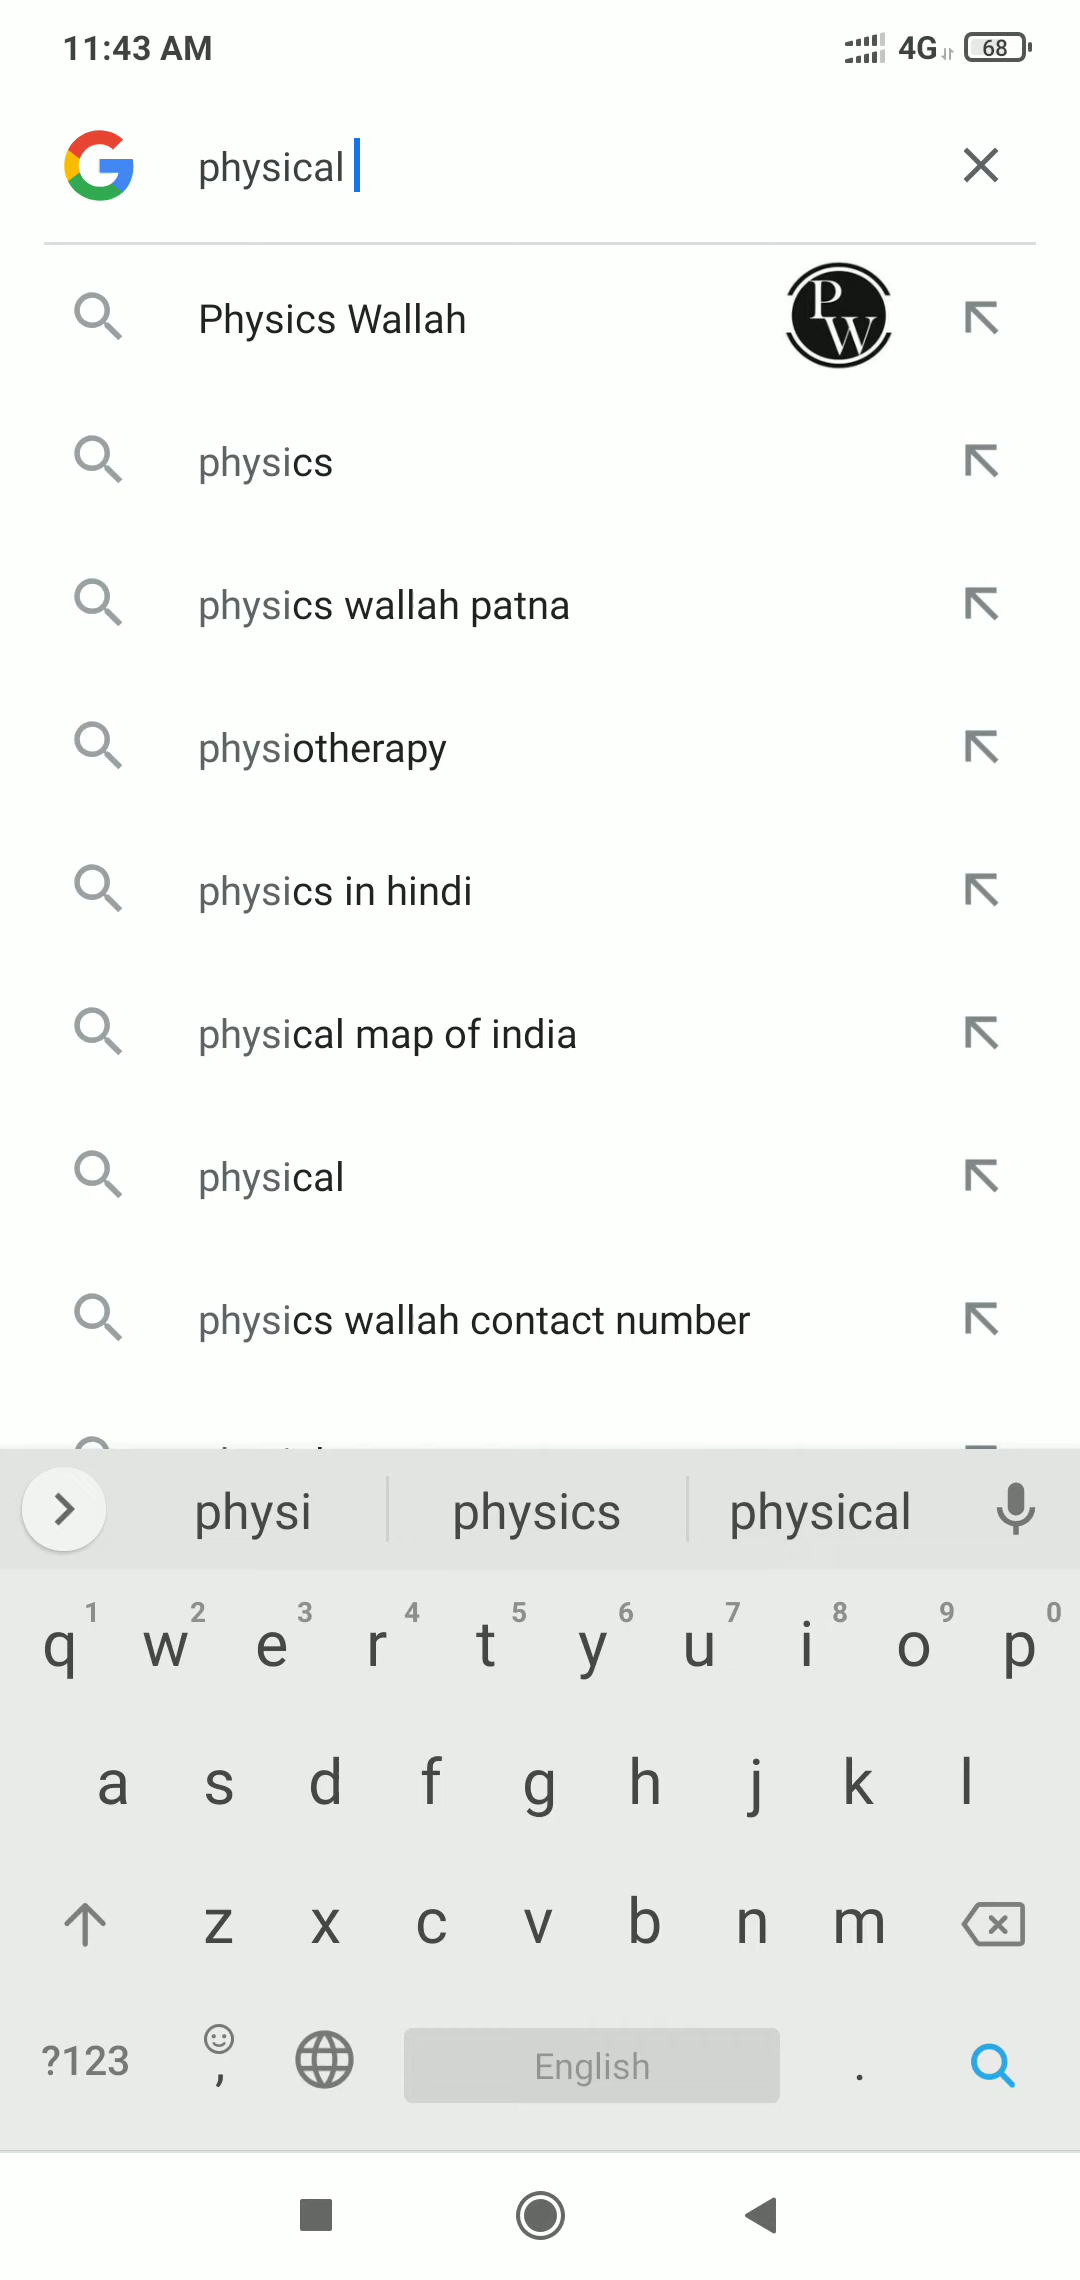 11:43 AM 4G 68
physical
Physics Wallah PW
physics
physics wallah patna
physiotherapy
physics in hindi
physical map of india
physical
physics wallah contact number
physi physics physical
1 2 3 4 5 6 7 8 9 0
q w e r t y u i o p
a s d f g h j k l
z x c v b n m
?123 , English .